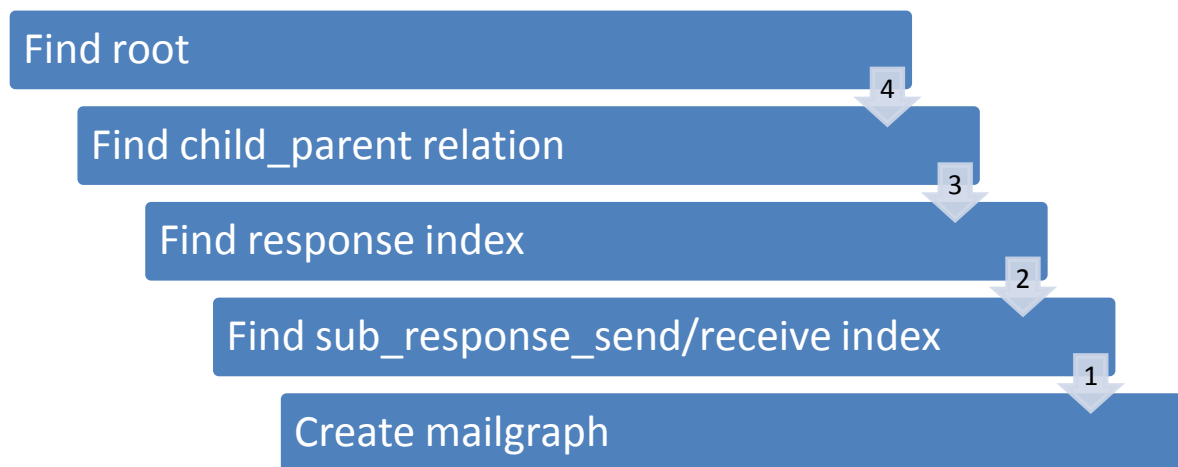 Find root
4
Find child_parent relation
3
Find response index
2
Find sub_response_send/receive index
1
Create mailgraph